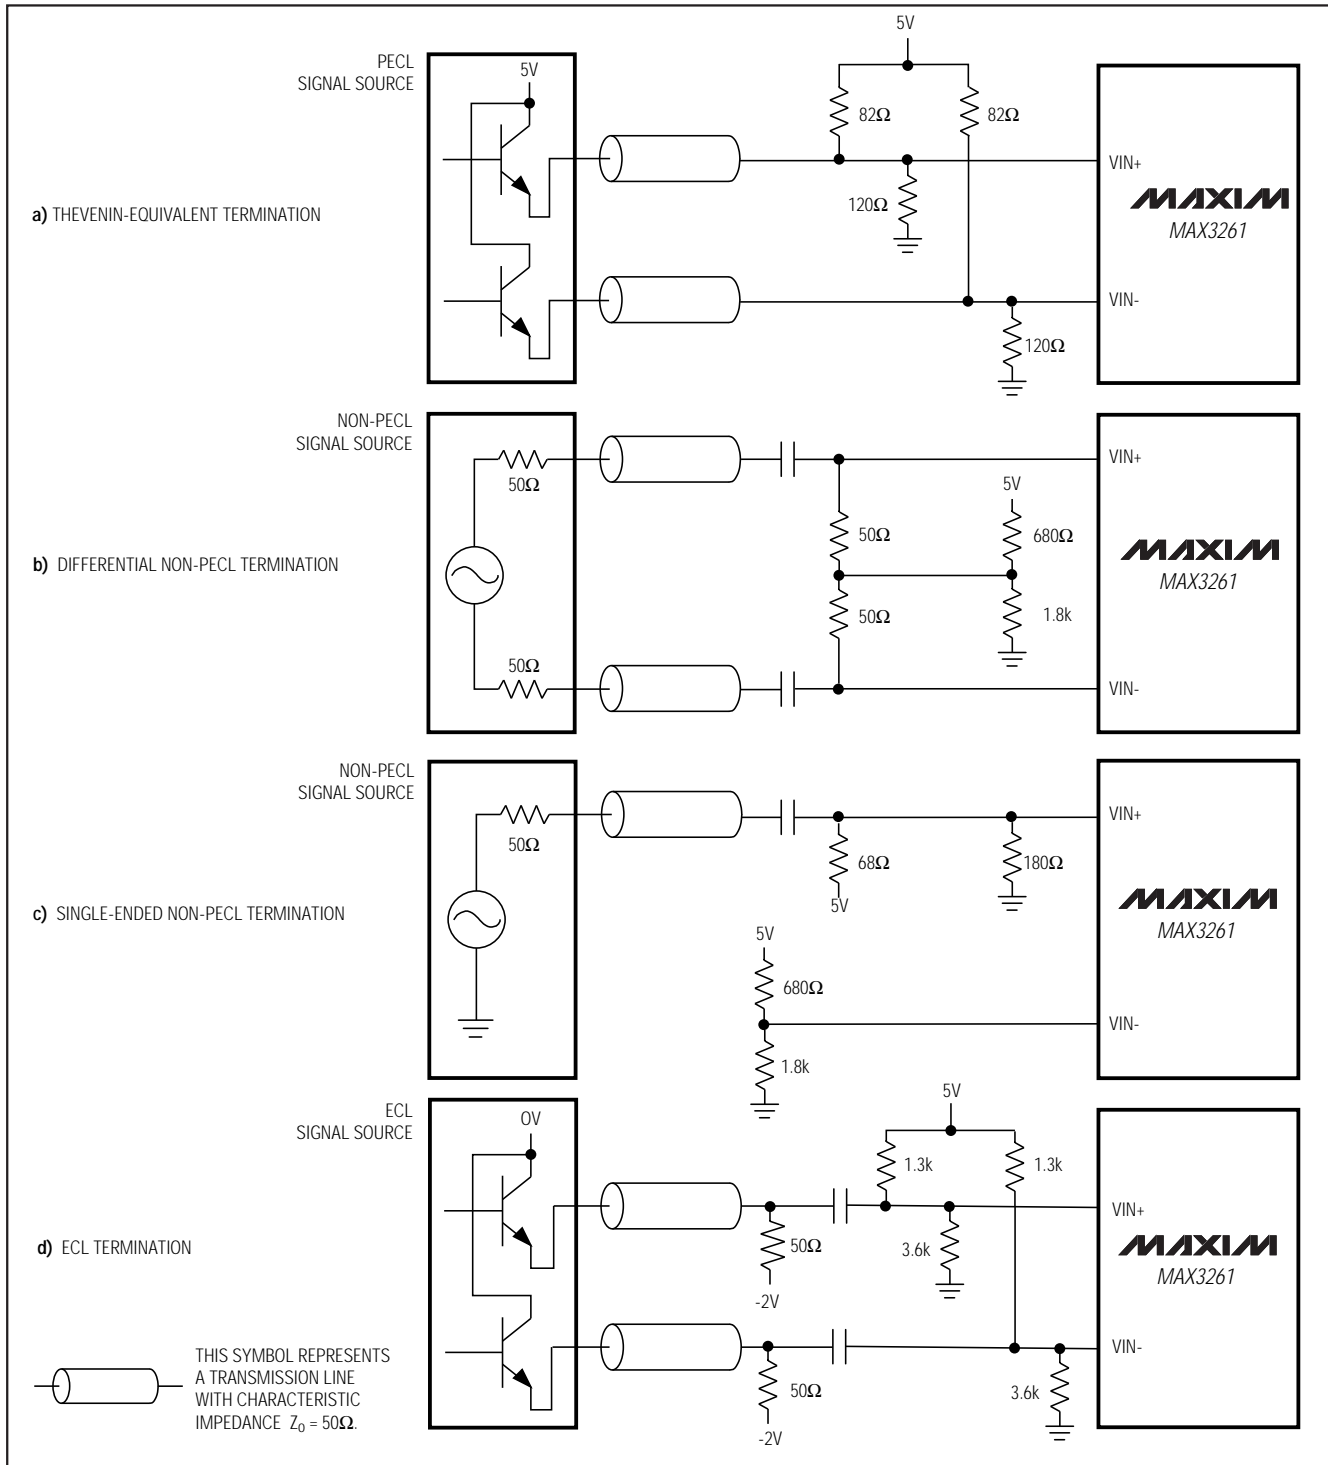 5V
PECL
SIGNAL SOURCE
5V
82Ω
82Ω
VIN+
120Ω
MAXIM
MAX3261
a) THEVENIN-EQUIVALENT TERMINATION
VIN-
120Ω
NON-PECL
SIGNAL SOURCE
50Ω
VIN+
5V
50Ω
680Ω
MAXIM
MAX3261
b) DIFFERENTIAL NON-PECL TERMINATION
50Ω
1.8k
50Ω
VIN-
NON-PECL
SIGNAL SOURCE
50Ω
VIN+
68Ω
180Ω
5V
MAXIM
MAX3261
c) SINGLE-ENDED NON-PECL TERMINATION
5V
680Ω
VIN-
1.8k
ECL
SIGNAL SOURCE
0V
5V
1.3k
1.3k
VIN+
d) ECL TERMINATION
50Ω
3.6k
MAXIM
MAX3261
-2V
VIN-
THIS SYMBOL REPRESENTS
A TRANSMISSION LINE
WITH CHARACTERISTIC
IMPEDANCE Z0 = 50Ω.
50Ω
3.6k
-2V